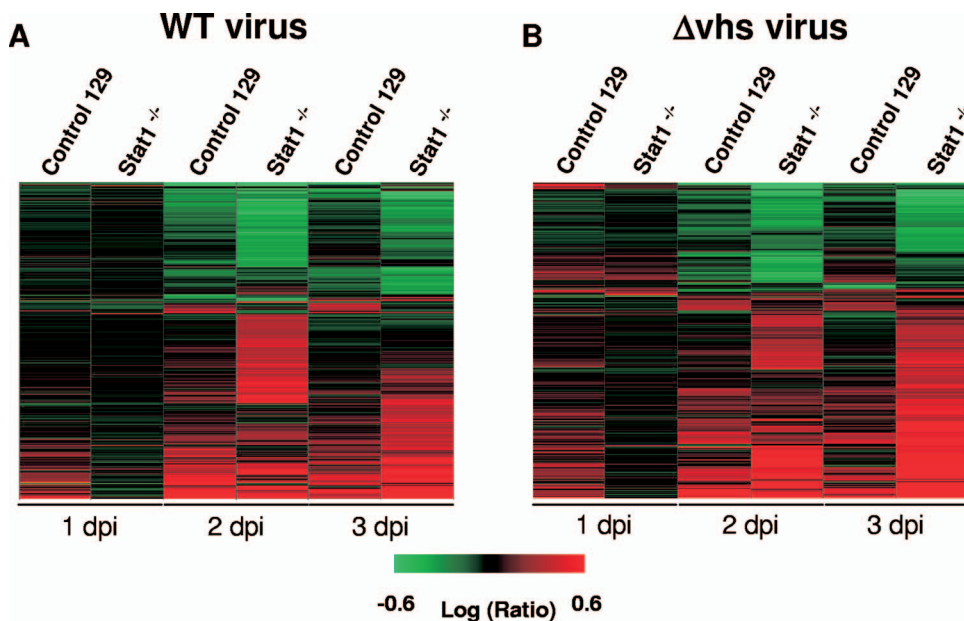 A WT virus
B Δvhs virus
Control 129
Stat1 -/-
Control 129
Stat1 -/-
Control 129
Stat1 -/-
Control 129
Stat1 -/-
Control 129
Stat1 -/-
Control 129
Stat1 -/-
1 dpi 2 dpi 3 dpi
1 dpi 2 dpi 3 dpi
-0.6 Log (Ratio) 0.6